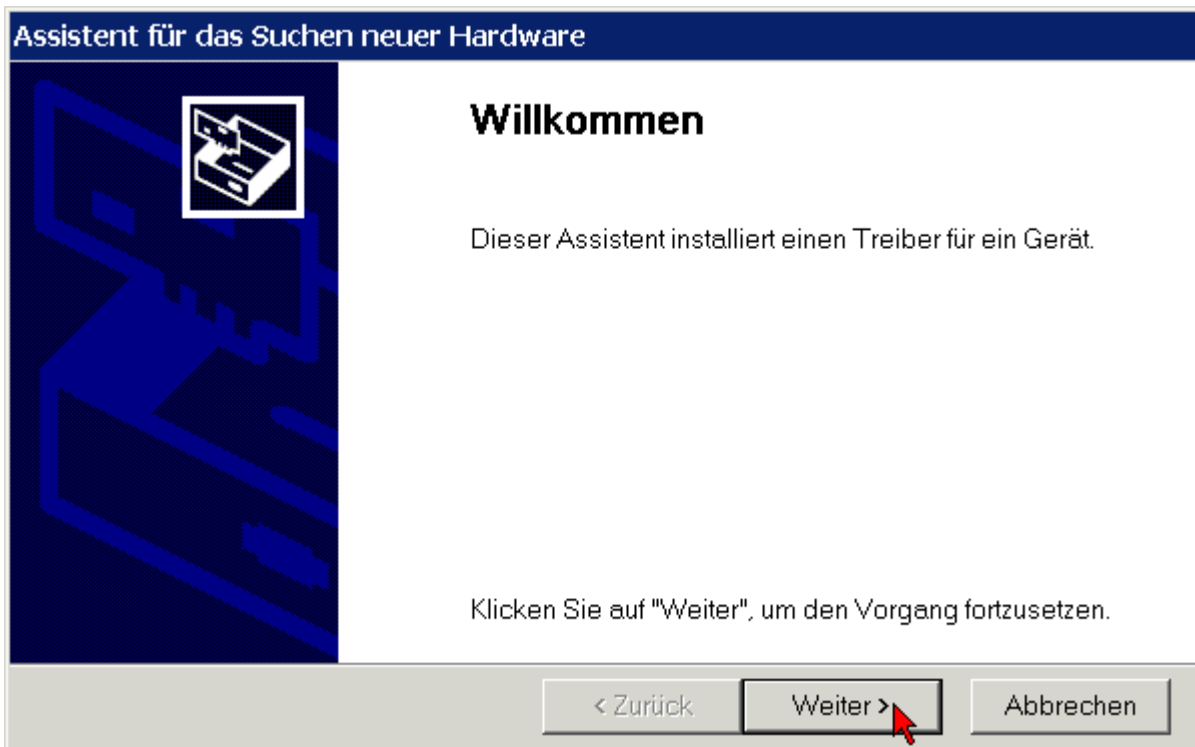 Assistent für das Suchen neuer Hardware
Willkommen
Dieser Assistent installiert einen Treiber für ein Gerät.
Klicken Sie auf "Weiter", um den Vorgang fortzusetzen.
< Zurück Weiter > Abbrechen